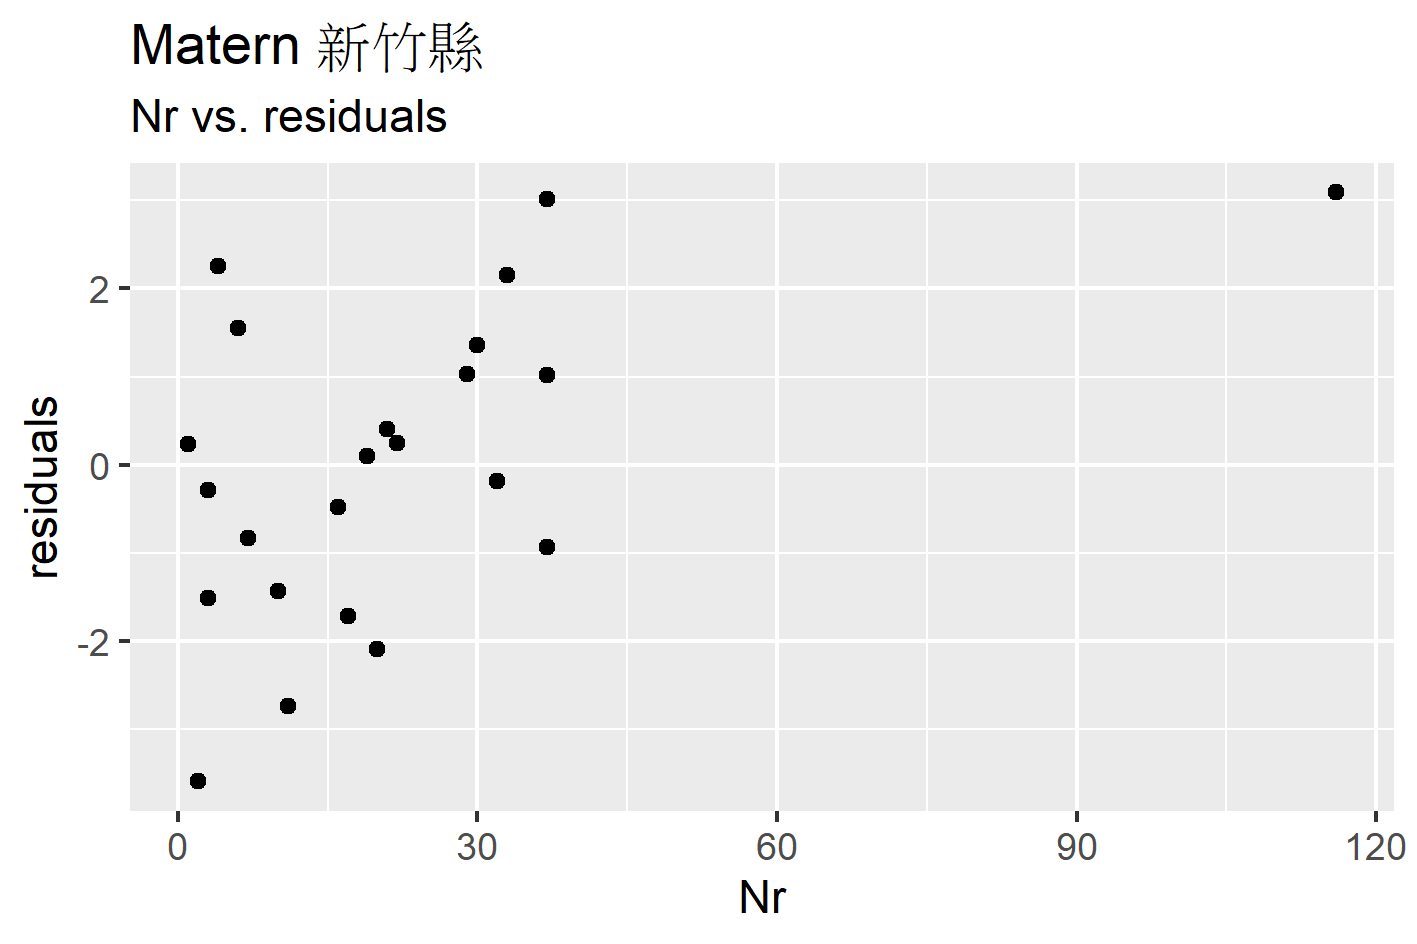 Matern 新竹縣
Nr vs. residuals
residuals
2
0
-2
0 30 60 90 120
Nr